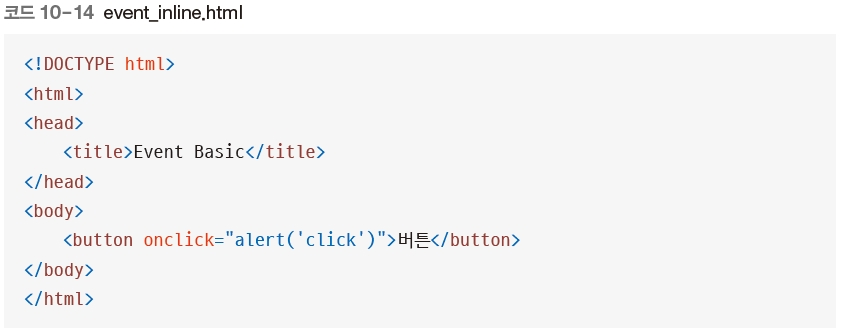 코드 10-14 event_inline.html
<!DOCTYPE html>
<html>
<head>
    <title>Event Basic</title>
</head>
<body>
    <button onclick="alert('click')">버튼</button>
</body>
</html>